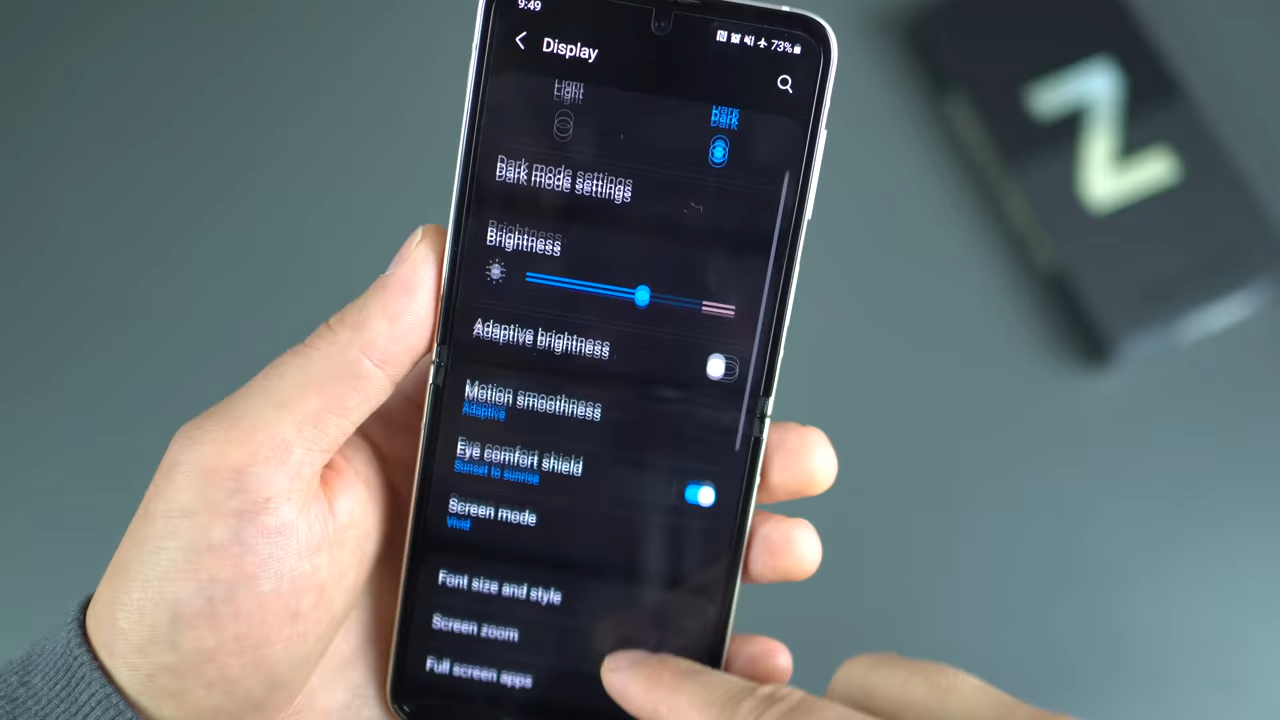 9:49
73%
Display
Light
Dark
Dark mode settings
Brightness
Adaptive brightness
Motion smoothness
Adaptive
Eye comfort shield
Sunset to sunrise
Screen mode
Vivid
Font size and style
Screen zoom
Full screen apps
Z